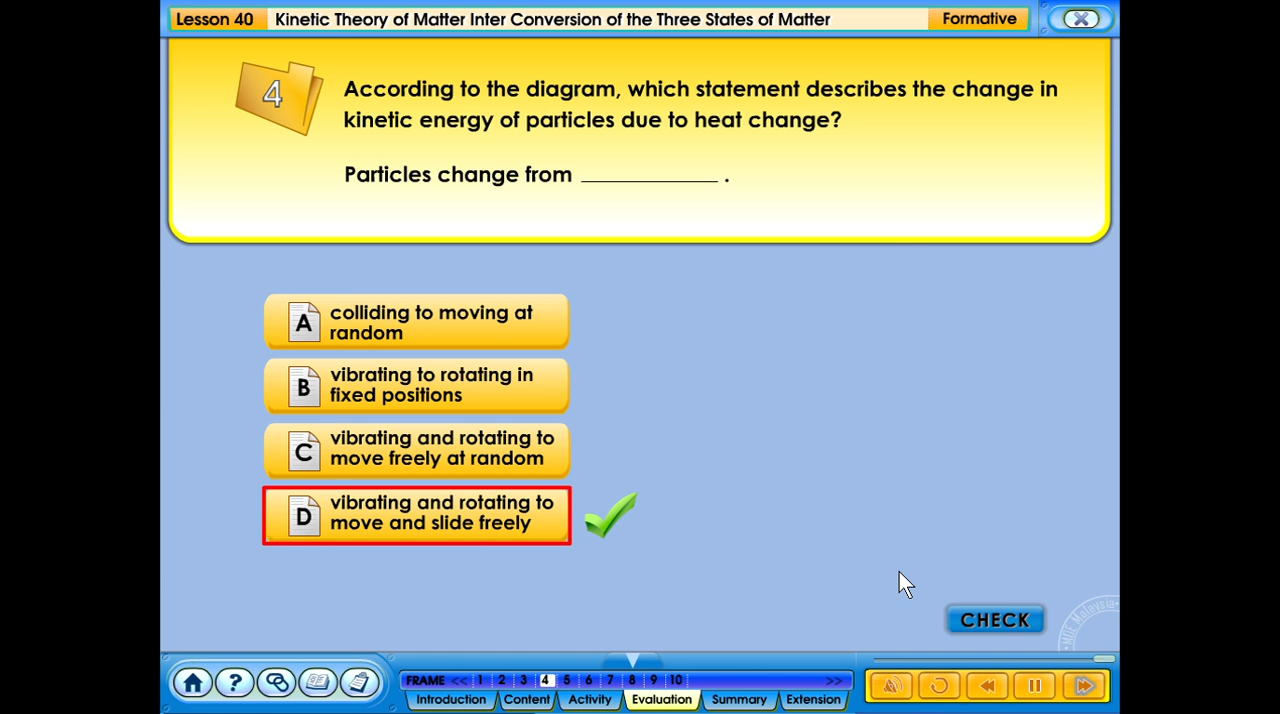 Lesson 40 Kinetic Theory of Matter Inter Conversion of the Three States of Matter Formative
4
According to the diagram, which statement describes the change in
kinetic energy of particles due to heat change?
Particles change from ____________ .
A
colliding to moving at
random
B
vibrating to rotating in
fixed positions
C
vibrating and rotating to
move freely at random
D
vibrating and rotating to
move and slide freely
CHECK
MOE Malaysia
? FRAME << 1 2 3 4 5 6 7 8 9 10 >>
Introduction Content Activity Evaluation Summary Extension